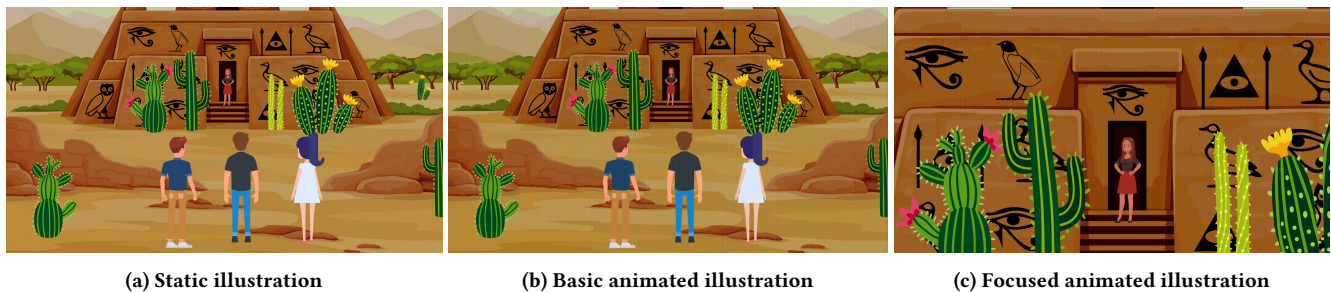 (a) Static illustration
(b) Basic animated illustration
(c) Focused animated illustration